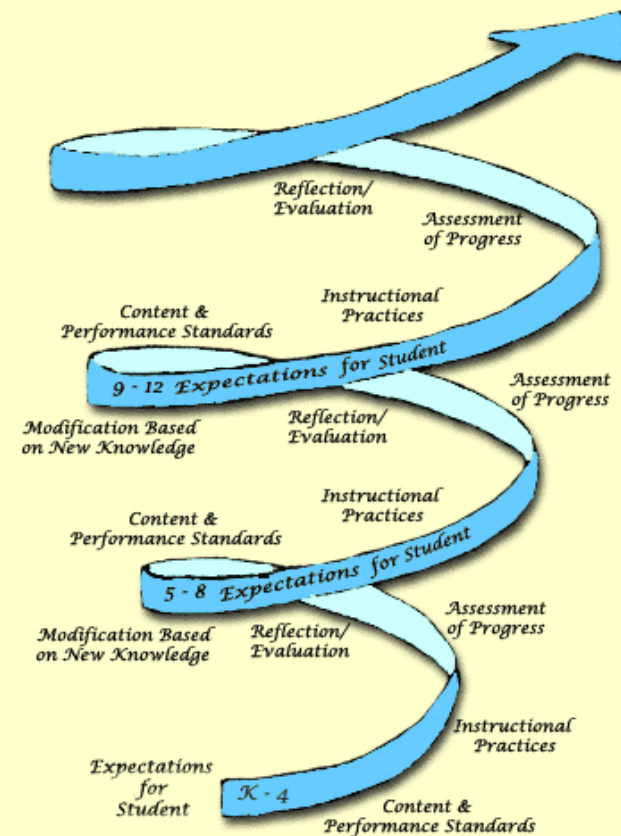 Reflection/
Evaluation
Assessment
of Progress
Instructional
Practices
Content &
Performance Standards
9 - 12 Expectations for Student
Assessment
of Progress
Modification Based
on New Knowledge
Reflection/
Evaluation
Instructional
Practices
Content &
Performance Standards
5 - 8 Expectations for Student
Assessment
of Progress
Modification Based
on New Knowledge
Reflection/
Evaluation
Instructional
Practices
Expectations
for
Student
K - 4
Content &
Performance Standards